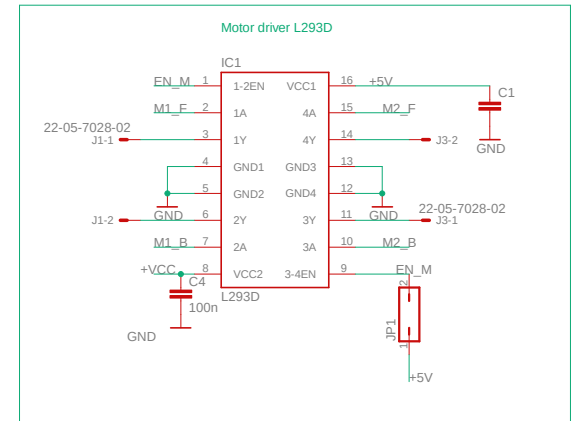 Motor driver L293D
IC1
EN_M 1 1-2EN VCC1 16 +5V
C1
M1_F 2 1A 4A 15 M2_F
22-05-7028-02
J1-1 3 1Y 4Y 14 J3-2
GND
4 GND1 GND3 13
5 GND2 GND4 12
GND GND 22-05-7028-02
J1-2 6 2Y 3Y 11 J3-1
M1_B 7 2A 3A 10 M2_B
+VCC 8 VCC2 3-4EN 9 EN_M
C4
100n
L293D
2
JP1
1
GND
+5V